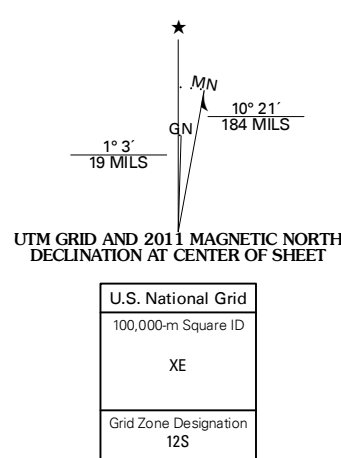 ★
MN
GN
10° 21´
184 MILS
1° 3´
19 MILS
UTM GRID AND 2011 MAGNETIC NORTH
DECLINATION AT CENTER OF SHEET
U.S. National Grid
100,000-m Square ID
XE
Grid Zone Designation
12S